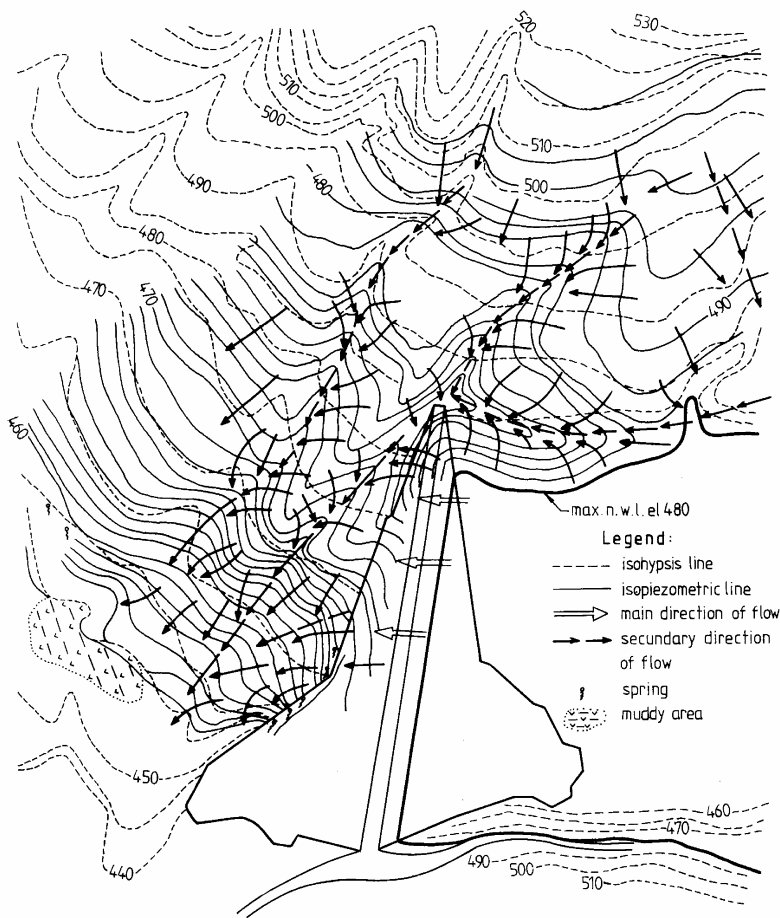 520
530
510
500
510
490
480
500
480
470
470
490
460
max. n. w. l. el 480
Legend:
isohypsis line
isopiezometric line
main direction of flow
secundary direction
of flow
spring
muddy area
450
460
470
440
490
500
510